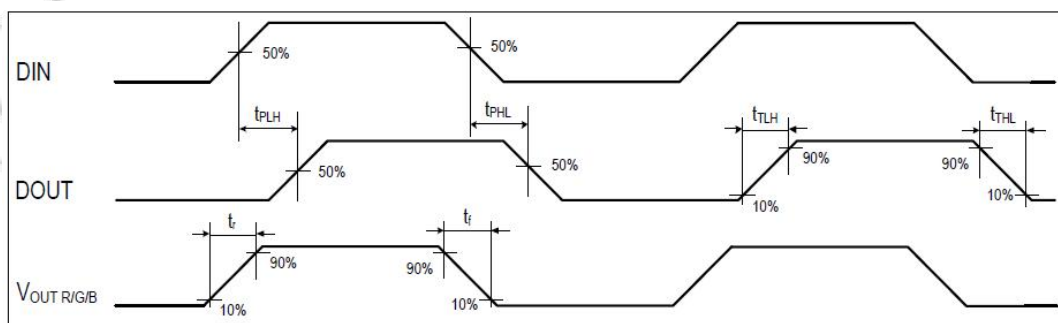 DIN
50%
50%
tPLH
tPHL
tTLH
tTHL
DOUT
50%
50%
90%
10%
90%
10%
VOUT R/G/B
tr
tf
90%
10%
90%
10%